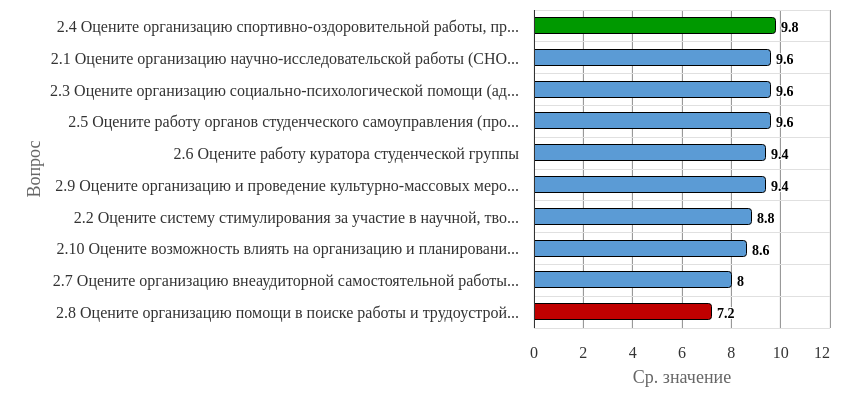 2.4 Оцените организацию спортивно-оздоровительной работы, пр... 9.8
2.1 Оцените организацию научно-исследовательской работы (СНО... 9.6
2.3 Оцените организацию социально-психологической помощи (ад... 9.6
2.5 Оцените работу органов студенческого самоуправления (про... 9.6
2.6 Оцените работу куратора студенческой группы 9.4
2.9 Оцените организацию и проведение культурно-массовых меро... 9.4
2.2 Оцените систему стимулирования за участие в научной, тво... 8.8
2.10 Оцените возможность влиять на организацию и планировани... 8.6
2.7 Оцените организацию внеаудиторной самостоятельной работы... 8
2.8 Оцените организацию помощи в поиске работы и трудоустрой... 7.2
Вопрос
0 2 4 6 8 10 12
Ср. значение